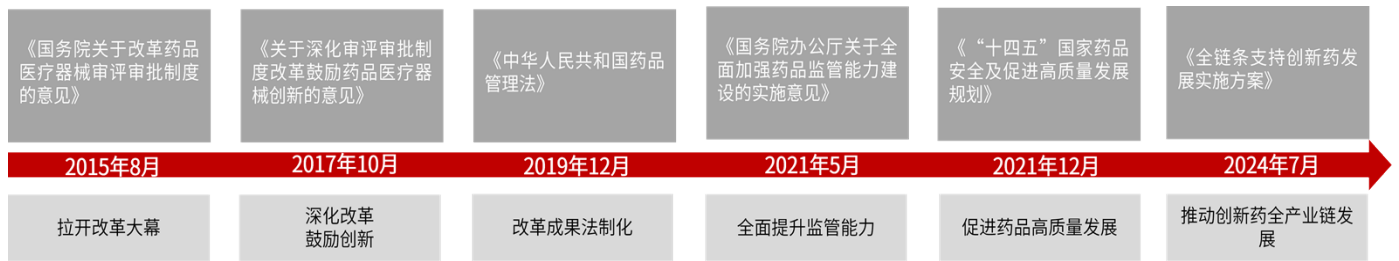 《国务院关于改革药品
医疗器械审评审批制度
的意见》
《关于深化审评审批制
度改革鼓励药品医疗器
械创新的意见》
《中华人民共和国药品
管理法》
《国务院办公厅关于全
面加强药品监管能力建
设的实施意见》
《“十四五”国家药品
安全及促进高质量发展
规划》
《全链条支持创新药发
展实施方案》
2015年8月
2017年10月
2019年12月
2021年5月
2021年12月
2024年7月
拉开改革大幕
深化改革
鼓励创新
改革成果法制化
全面提升监管能力
促进药品高质量发展
推动创新药全产业链发
展